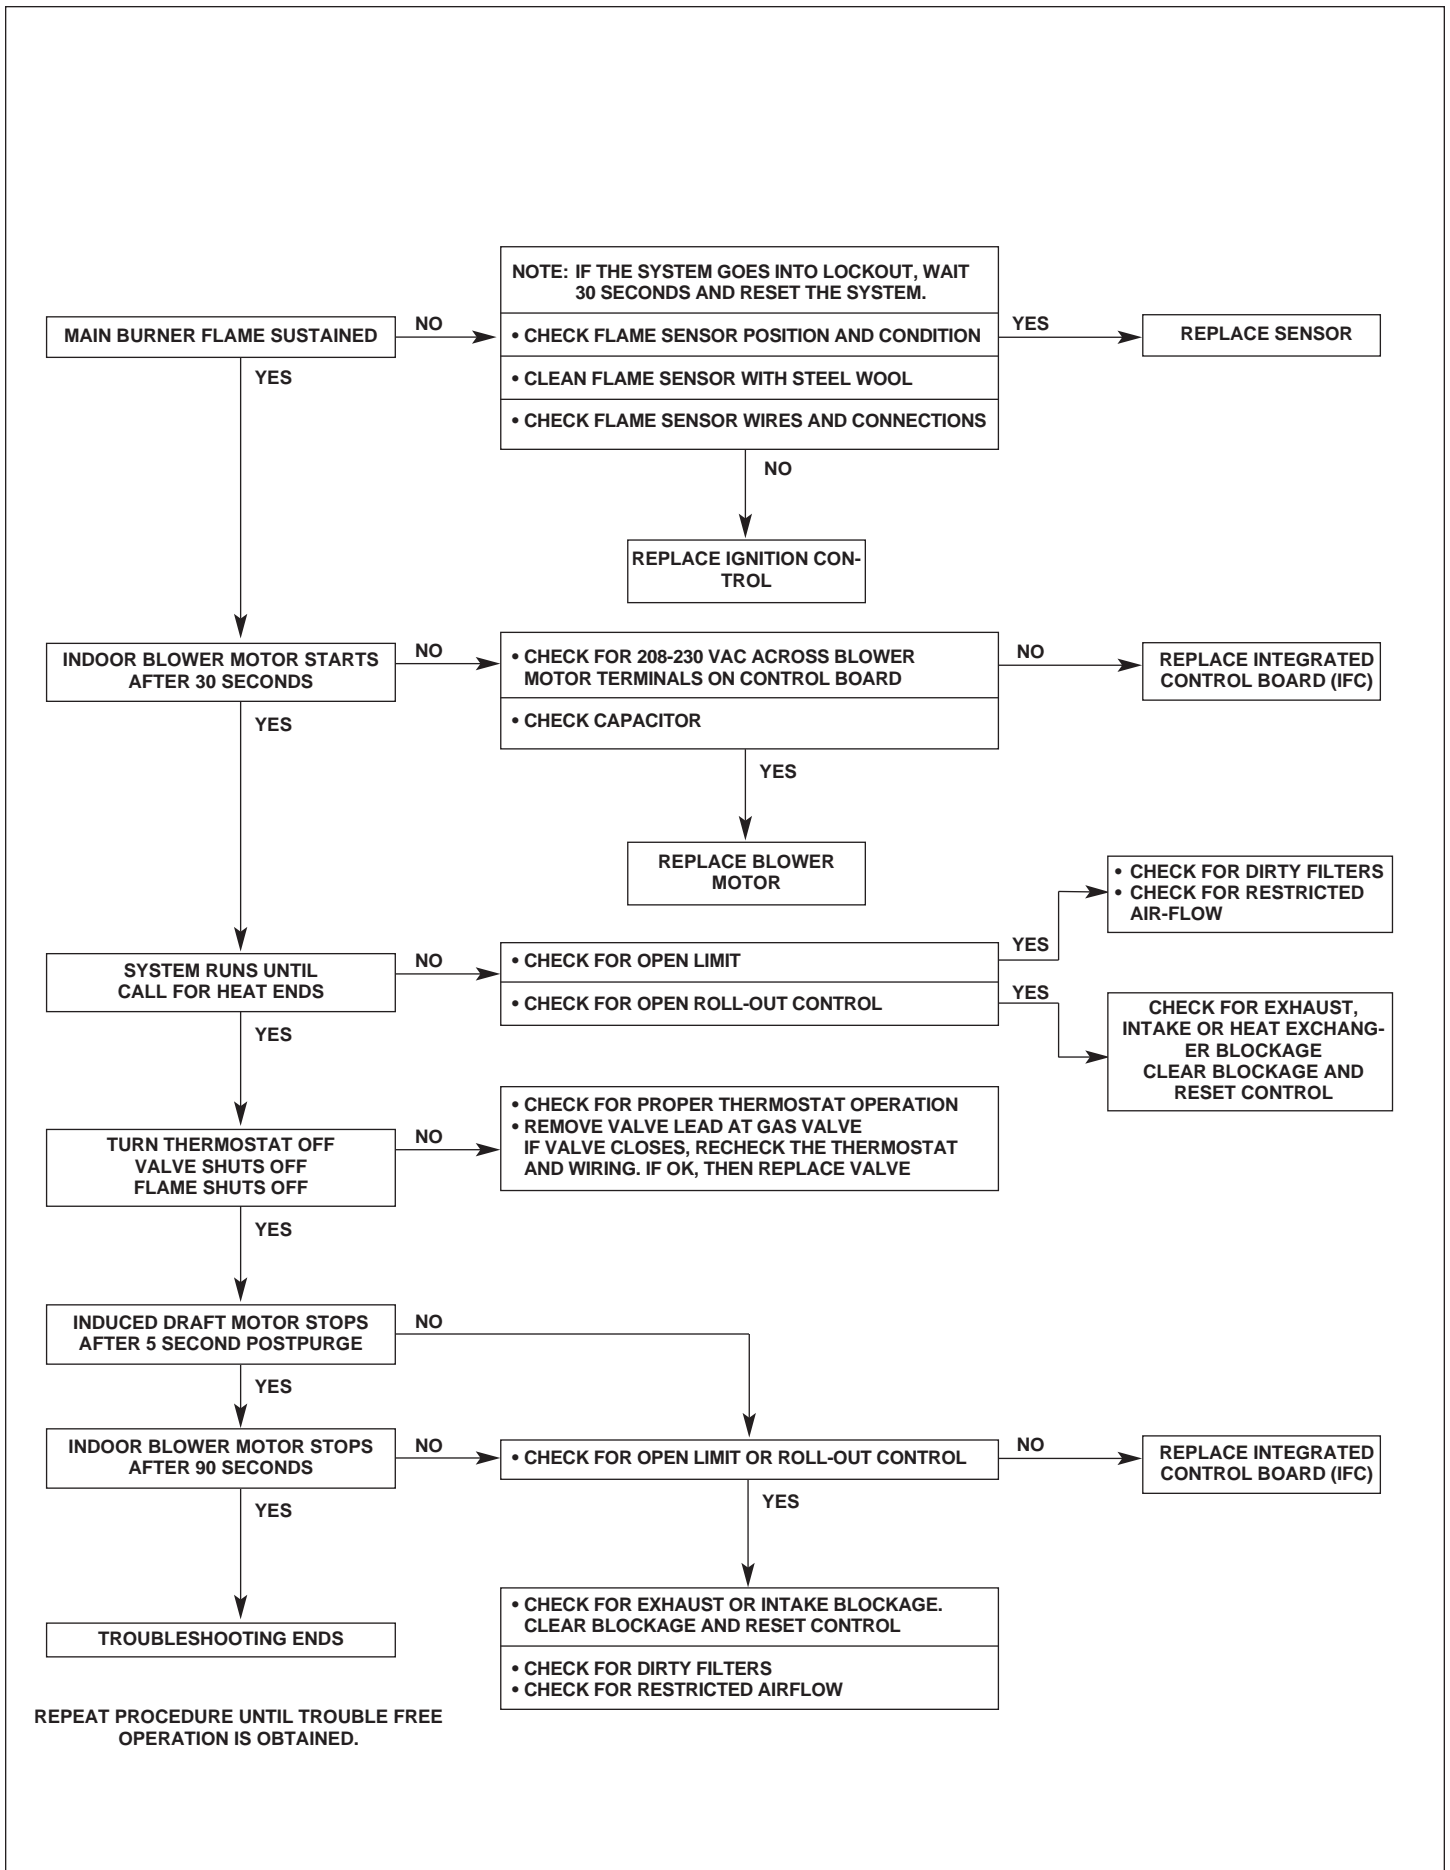 NOTE: IF THE SYSTEM GOES INTO LOCKOUT, WAIT
30 SECONDS AND RESET THE SYSTEM.
MAIN BURNER FLAME SUSTAINED
NO
• CHECK FLAME SENSOR POSITION AND CONDITION
YES
REPLACE SENSOR
YES
• CLEAN FLAME SENSOR WITH STEEL WOOL
• CHECK FLAME SENSOR WIRES AND CONNECTIONS
NO
REPLACE IGNITION CON-
TROL
INDOOR BLOWER MOTOR STARTS
AFTER 30 SECONDS
NO
• CHECK FOR 208-230 VAC ACROSS BLOWER
MOTOR TERMINALS ON CONTROL BOARD
NO
REPLACE INTEGRATED
CONTROL BOARD (IFC)
YES
• CHECK CAPACITOR
YES
REPLACE BLOWER
MOTOR
• CHECK FOR DIRTY FILTERS
• CHECK FOR RESTRICTED
AIR-FLOW
SYSTEM RUNS UNTIL
CALL FOR HEAT ENDS
NO
• CHECK FOR OPEN LIMIT
YES
• CHECK FOR OPEN ROLL-OUT CONTROL
YES
CHECK FOR EXHAUST,
INTAKE OR HEAT EXCHANG-
ER BLOCKAGE
CLEAR BLOCKAGE AND
RESET CONTROL
YES
TURN THERMOSTAT OFF
VALVE SHUTS OFF
FLAME SHUTS OFF
NO
• CHECK FOR PROPER THERMOSTAT OPERATION
• REMOVE VALVE LEAD AT GAS VALVE
IF VALVE CLOSES, RECHECK THE THERMOSTAT
AND WIRING. IF OK, THEN REPLACE VALVE
YES
INDUCED DRAFT MOTOR STOPS
AFTER 5 SECOND POSTPURGE
NO
YES
INDOOR BLOWER MOTOR STOPS
AFTER 90 SECONDS
NO
• CHECK FOR OPEN LIMIT OR ROLL-OUT CONTROL
NO
REPLACE INTEGRATED
CONTROL BOARD (IFC)
YES
YES
• CHECK FOR EXHAUST OR INTAKE BLOCKAGE.
CLEAR BLOCKAGE AND RESET CONTROL
TROUBLESHOOTING ENDS
• CHECK FOR DIRTY FILTERS
• CHECK FOR RESTRICTED AIRFLOW
REPEAT PROCEDURE UNTIL TROUBLE FREE
OPERATION IS OBTAINED.